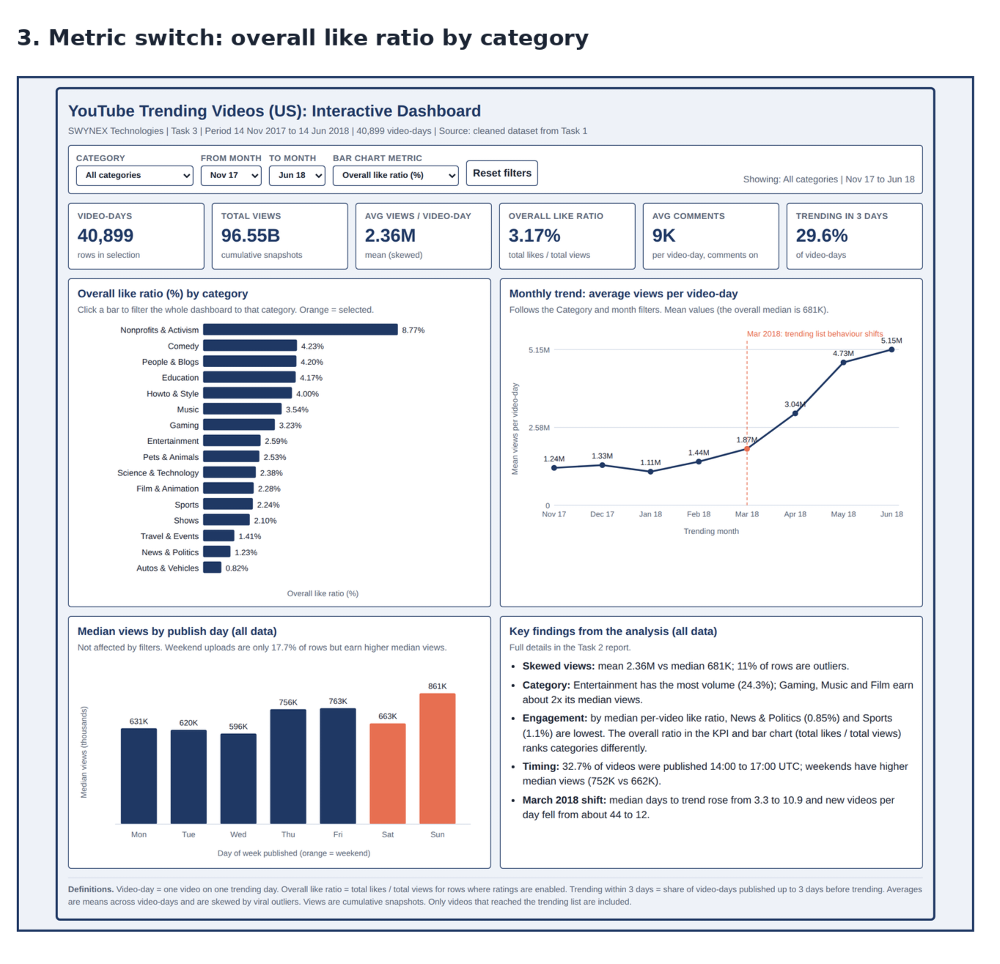 3. Metric switch: overall like ratio by category
YouTube Trending Videos (US): Interactive Dashboard
SWYNEX Technologies | Task 3 | Period 14 Nov 2017 to 14 Jun 2018 | 40,899 video-days | Source: cleaned dataset from Task 1
CATEGORY
All categories
FROM MONTH
Nov 17
TO MONTH
Jun 18
BAR CHART METRIC
Overall like ratio (%)
Reset filters
Showing: All categories | Nov 17 to Jun 18
VIDEO-DAYS
40,899
rows in selection
TOTAL VIEWS
96.55B
cumulative snapshots
AVG VIEWS / VIDEO-DAY
2.36M
mean (skewed)
OVERALL LIKE RATIO
3.17%
total likes / total views
AVG COMMENTS
9K
per video-day, comments on
TRENDING IN 3 DAYS
29.6%
of video-days
Overall like ratio (%) by category
Click a bar to filter the whole dashboard to that category. Orange = selected.
Nonprofits & Activism 8.77%
Comedy 4.23%
People & Blogs 4.20%
Education 4.17%
Howto & Style 4.00%
Music 3.54%
Gaming 3.23%
Entertainment 2.59%
Pets & Animals 2.53%
Science & Technology 2.38%
Film & Animation 2.28%
Sports 2.24%
Shows 2.10%
Travel & Events 1.41%
News & Politics 1.23%
Autos & Vehicles 0.82%
Overall like ratio (%)
Monthly trend: average views per video-day
Follows the Category and month filters. Mean values (the overall median is 681K).
Mar 2018: trending list behaviour shifts
5.15M
2.58M
0
Mean views per video-day
1.24M
1.33M
1.11M
1.44M
1.87M
3.04M
4.73M
5.15M
Nov 17 Dec 17 Jan 18 Feb 18 Mar 18 Apr 18 May 18 Jun 18
Trending month
Median views by publish day (all data)
Not affected by filters. Weekend uploads are only 17.7% of rows but earn higher median views.
Median views (thousands)
631K 620K 596K 756K 763K 663K 861K
Mon Tue Wed Thu Fri Sat Sun
Day of week published (orange = weekend)
Key findings from the analysis (all data)
Full details in the Task 2 report.
• Skewed views: mean 2.36M vs median 681K; 11% of rows are outliers.
• Category: Entertainment has the most volume (24.3%); Gaming, Music and Film earn
about 2x its median views.
• Engagement: by median per-video like ratio, News & Politics (0.85%) and Sports
(1.1%) are lowest. The overall ratio in the KPI and bar chart (total likes / total views)
ranks categories differently.
• Timing: 32.7% of videos were published 14:00 to 17:00 UTC; weekends have higher
median views (752K vs 662K).
• March 2018 shift: median days to trend rose from 3.3 to 10.9 and new videos per
day fell from about 44 to 12.
Definitions. Video-day = one video on one trending day. Overall like ratio = total likes / total views for rows where ratings are enabled. Trending within 3 days = share of video-days published up to 3 days before trending. Averages
are means across video-days and are skewed by viral outliers. Views are cumulative snapshots. Only videos that reached the trending list are included.